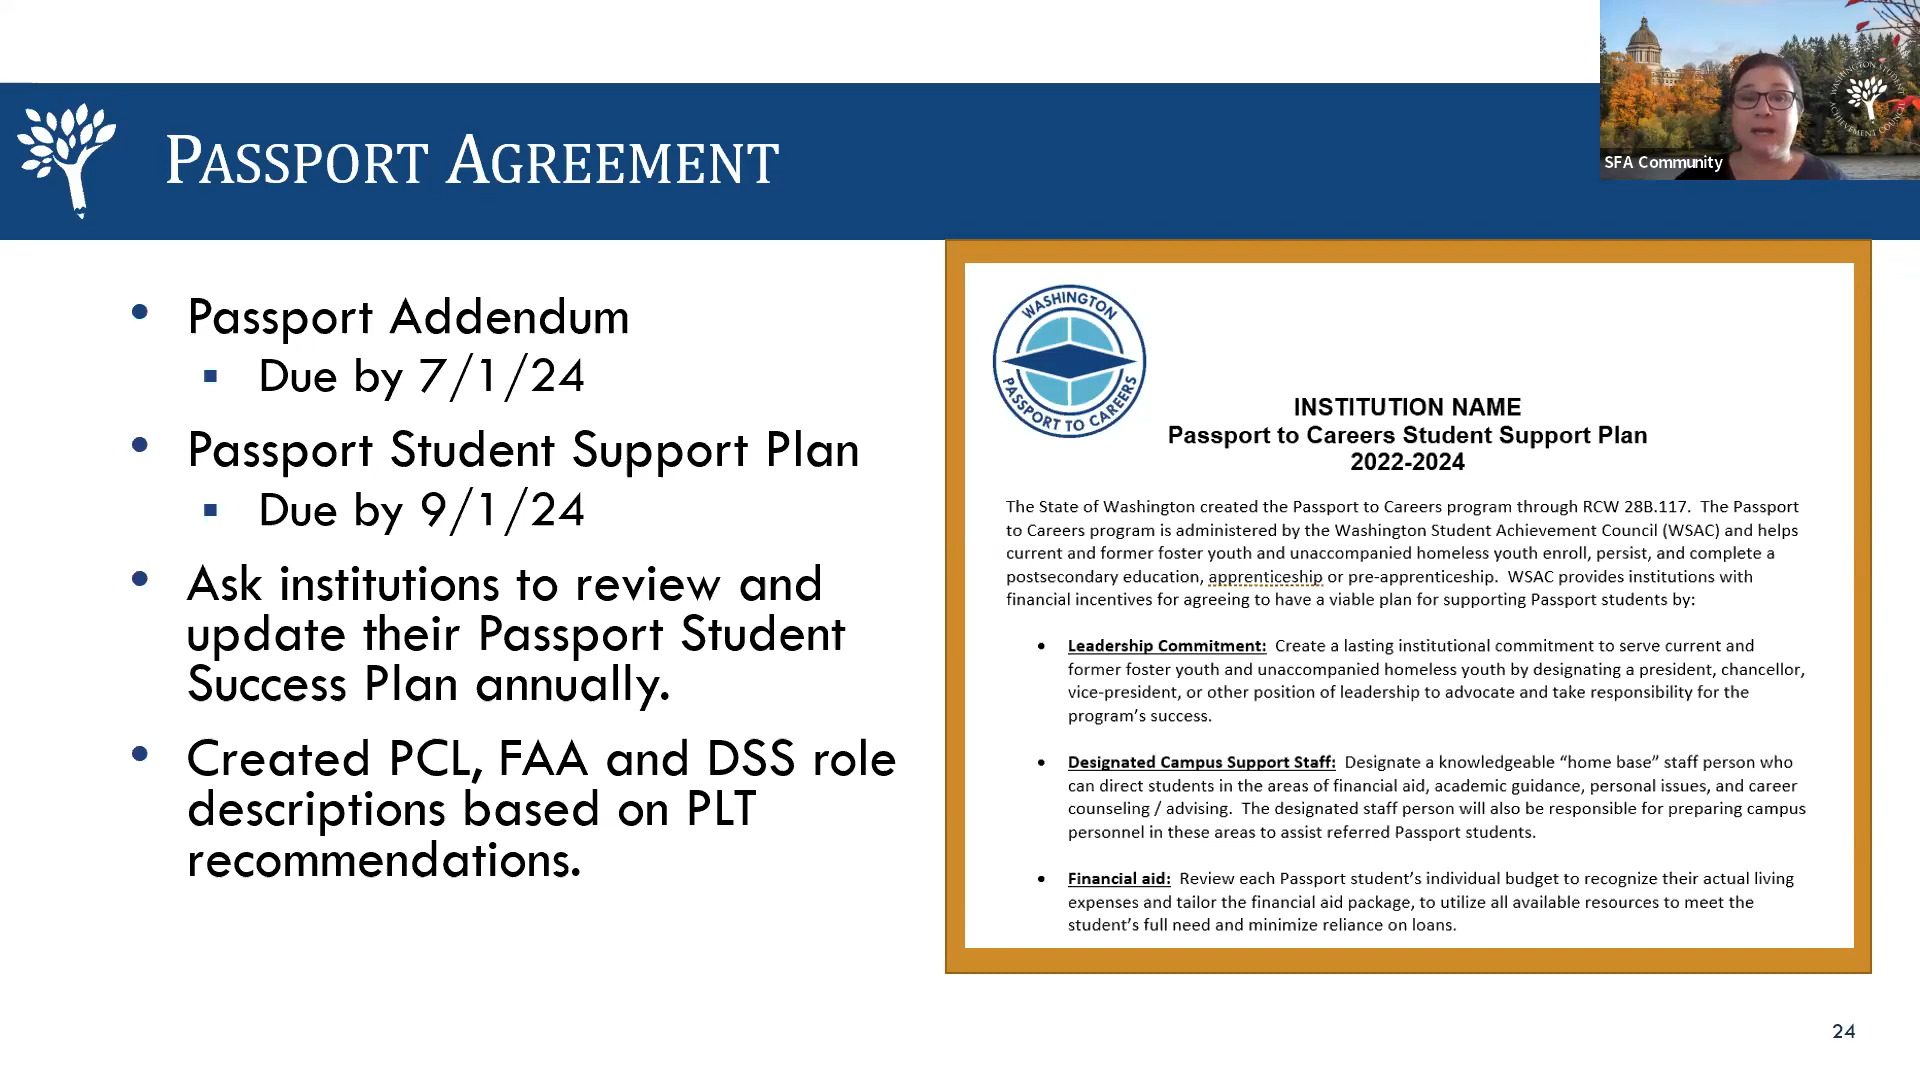 PASSPORT AGREEMENT
SFA Community
WASHINGTON STUDENT ACHIEVEMENT COUNCIL
• Passport Addendum
▪ Due by 7/1/24
• Passport Student Support Plan
▪ Due by 9/1/24
• Ask institutions to review and
update their Passport Student
Success Plan annually.
• Created PCL, FAA and DSS role
descriptions based on PLT
recommendations.
WASHINGTON
PASSPORT TO CAREERS
INSTITUTION NAME
Passport to Careers Student Support Plan
2022-2024
The State of Washington created the Passport to Careers program through RCW 28B.117. The Passport
to Careers program is administered by the Washington Student Achievement Council (WSAC) and helps
current and former foster youth and unaccompanied homeless youth enroll, persist, and complete a
postsecondary education, apprenticeship or pre-apprenticeship. WSAC provides institutions with
financial incentives for agreeing to have a viable plan for supporting Passport students by:
• Leadership Commitment: Create a lasting institutional commitment to serve current and
former foster youth and unaccompanied homeless youth by designating a president, chancellor,
vice-president, or other position of leadership to advocate and take responsibility for the
program’s success.
• Designated Campus Support Staff: Designate a knowledgeable “home base” staff person who
can direct students in the areas of financial aid, academic guidance, personal issues, and career
counseling / advising. The designated staff person will also be responsible for preparing campus
personnel in these areas to assist referred Passport students.
• Financial aid: Review each Passport student’s individual budget to recognize their actual living
expenses and tailor the financial aid package, to utilize all available resources to meet the
student’s full need and minimize reliance on loans.
24